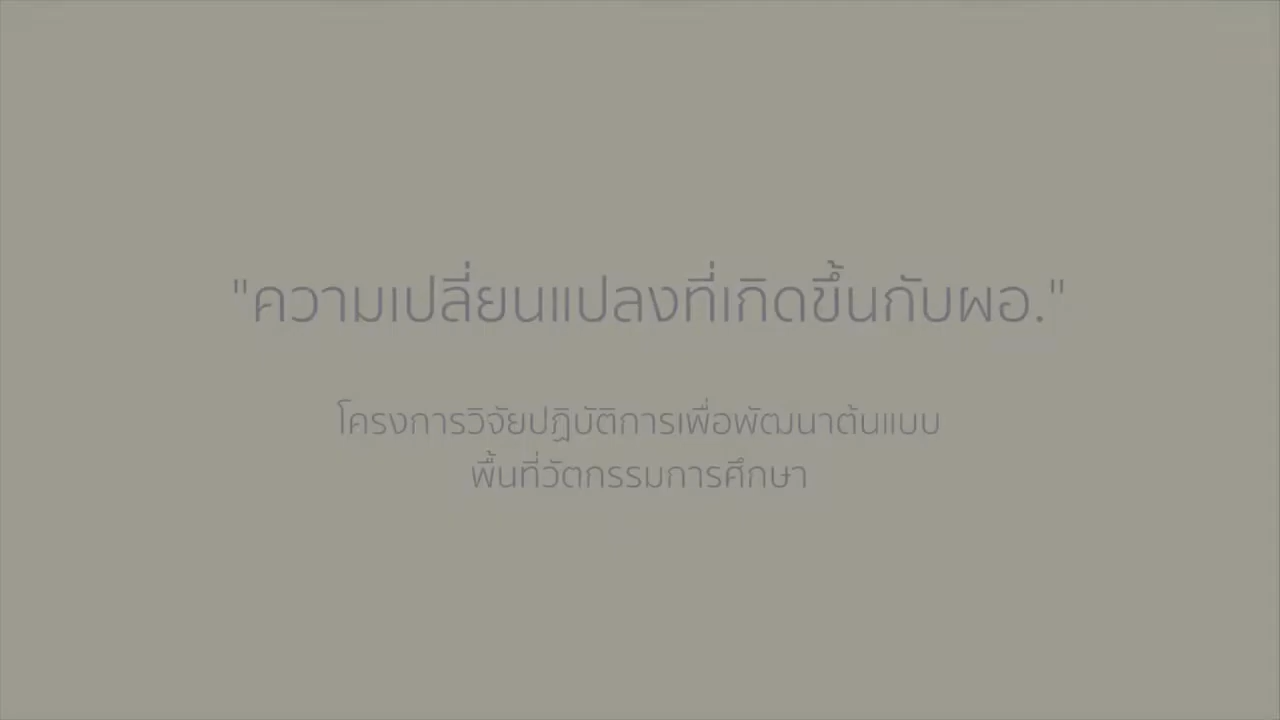 "ความเปลี่ยนแปลงที่เกิดขึ้นกับผอ."
โครงการวิจัยปฏิบัติการเพื่อพัฒนาต้นแบบ
พื้นที่วัตกรรมการศึกษา